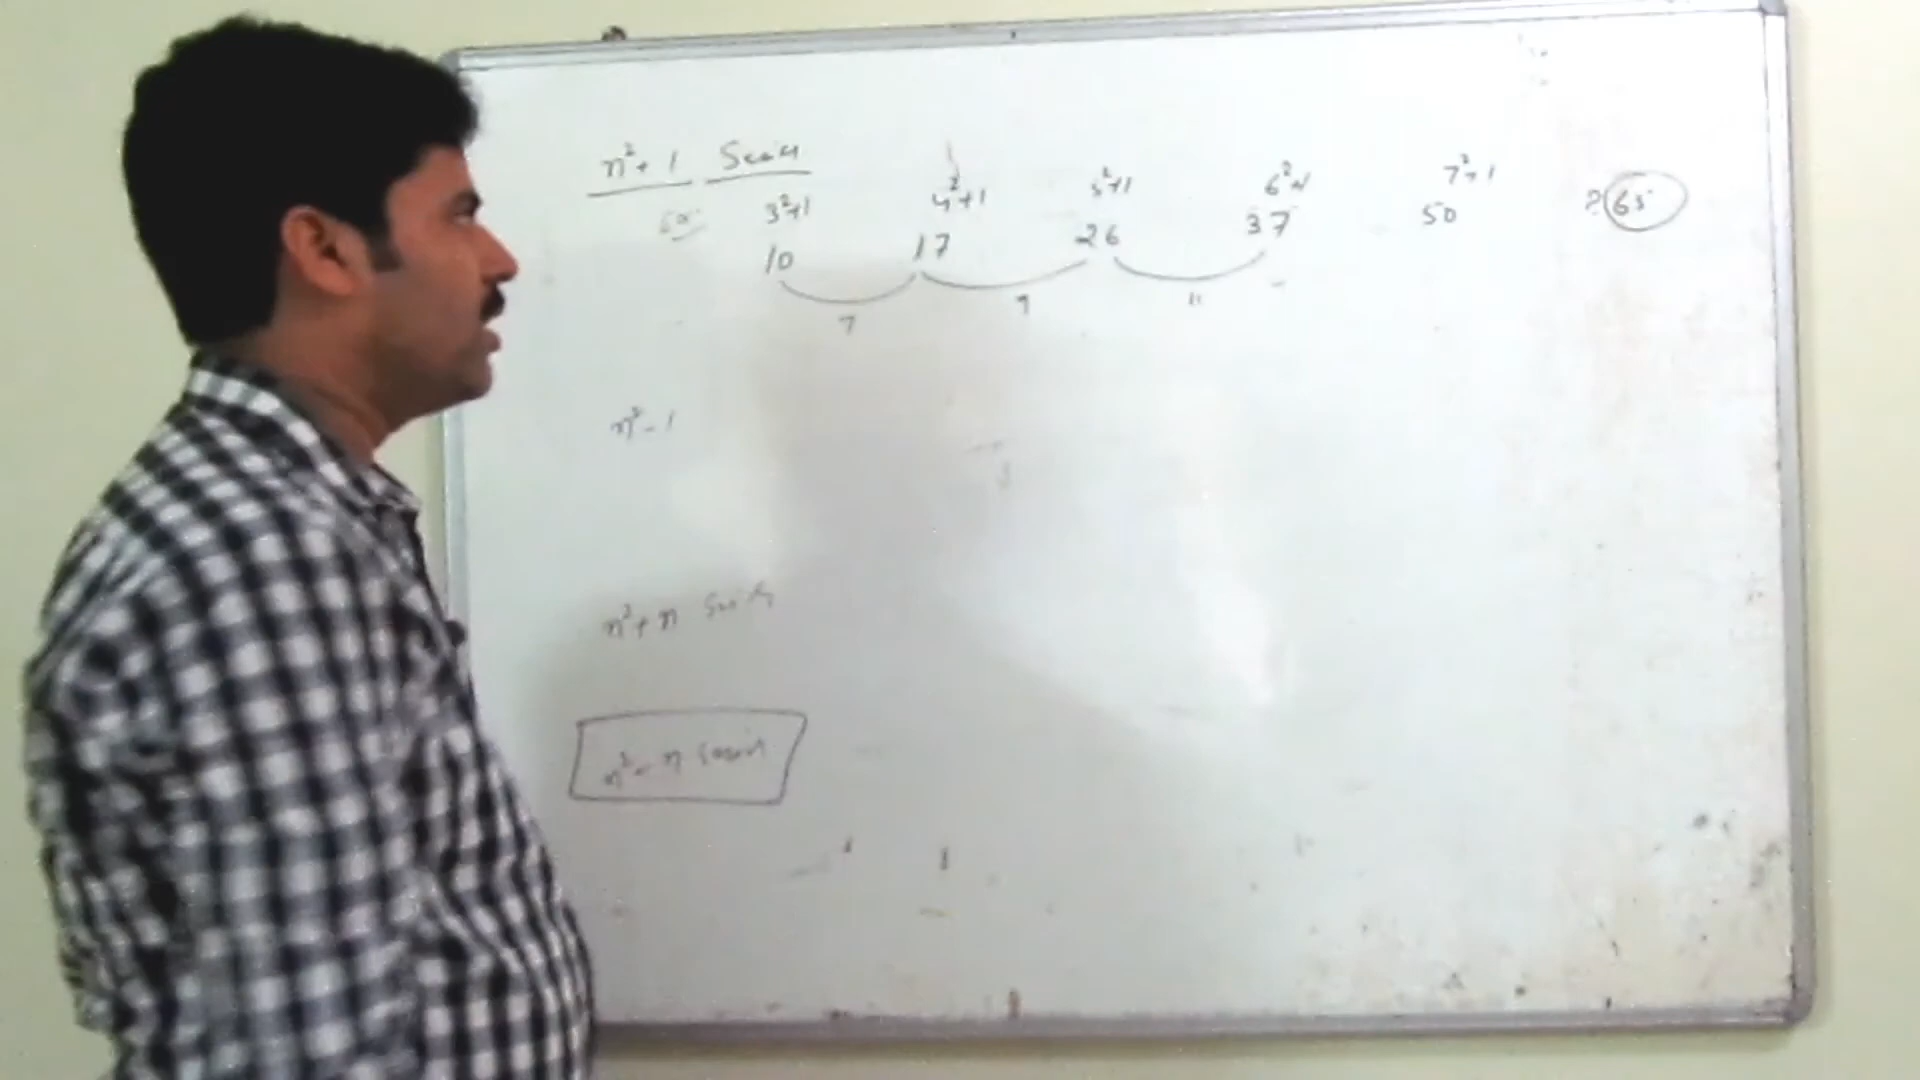 n²+1 Series
3²+1 4²+1 5²+1 6²+1 7²+1
10 17 26 37 50 ? 65
7 9 11
n²-1
n²+n Series
n²-n Series